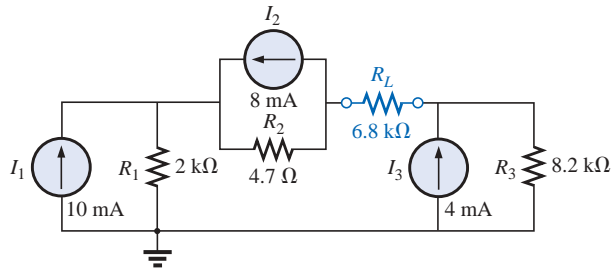 I2
8 mA
R2
4.7 Ω
RL
6.8 kΩ
I1
10 mA
R1
2 kΩ
I3
4 mA
R3
8.2 kΩ